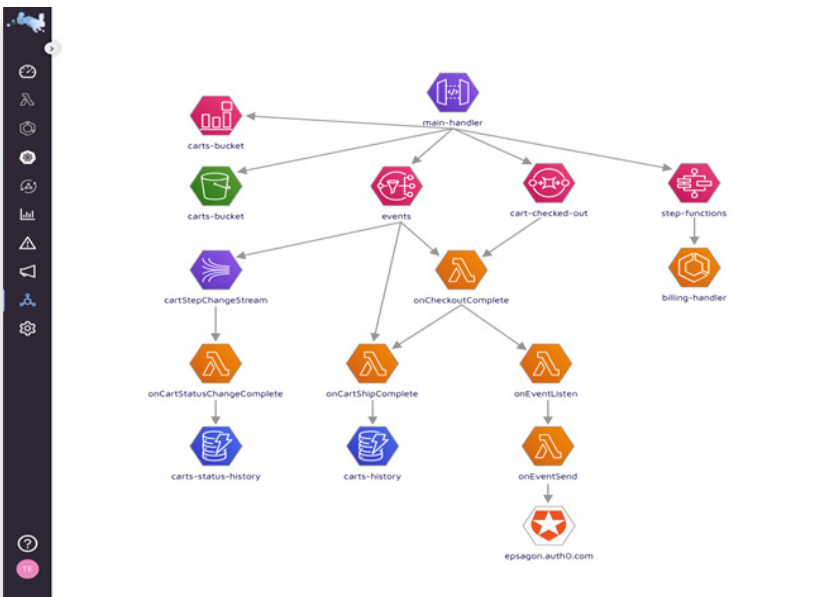 main-handler
carts-bucket
carts-bucket
events
cart-checked-out
step-functions
cartStepChangeStream
onCheckoutComplete
billing-handler
onCartStatusChangeComplete
onCartShipComplete
onEventListen
carts-status-history
carts-history
onEventSend
epsagon.auth0.com
?
TE